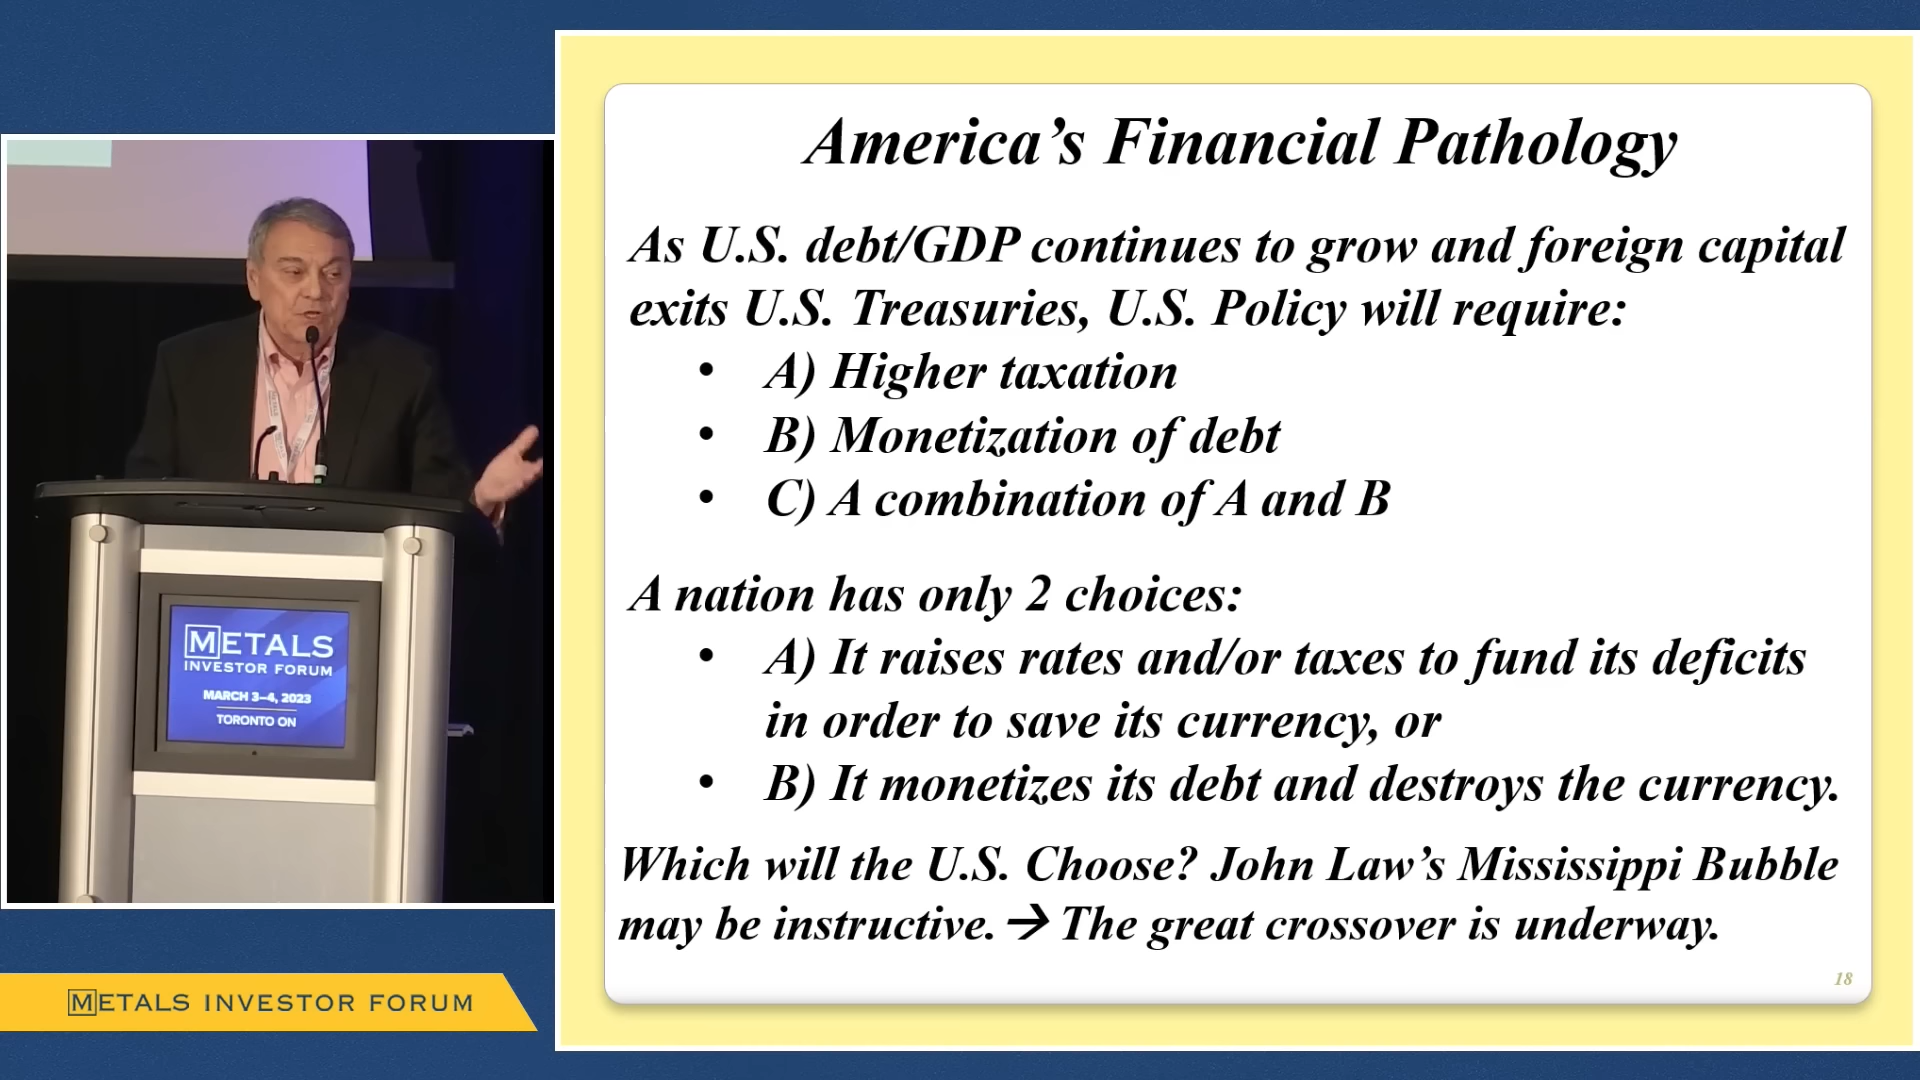 America’s Financial Pathology
As U.S. debt/GDP continues to grow and foreign capital
exits U.S. Treasuries, U.S. Policy will require:
• A) Higher taxation
• B) Monetization of debt
• C) A combination of A and B
A nation has only 2 choices:
• A) It raises rates and/or taxes to fund its deficits
in order to save its currency, or
• B) It monetizes its debt and destroys the currency.
Which will the U.S. Choose? John Law’s Mississippi Bubble
may be instructive. → The great crossover is underway.
18
METALS
INVESTOR FORUM
MARCH 3–4, 2023
TORONTO ON
METALS INVESTOR FORUM